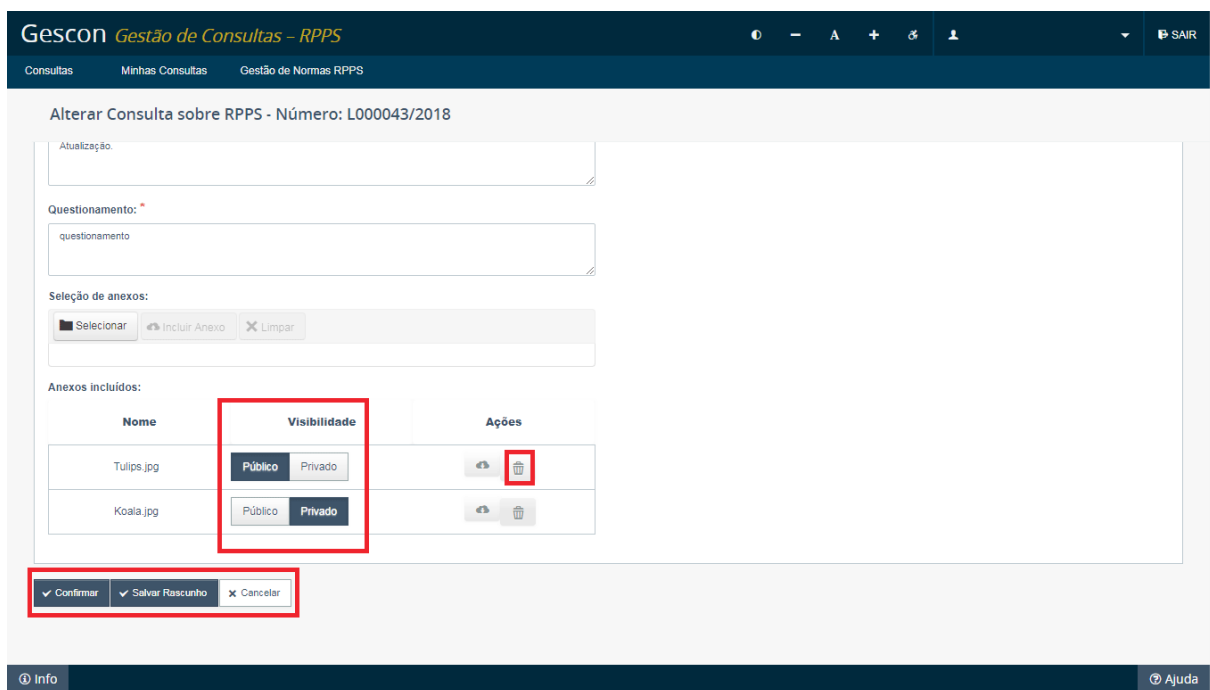 Gescon Gestão de Consultas – RPPS A SAIR
Consultas Minhas Consultas Gestão de Normas RPPS
Alterar Consulta sobre RPPS - Número: L000043/2018
Atualização.
Questionamento: *
questionamento
Seleção de anexos:
Selecionar Incluir Anexo Limpar
Anexos incluídos:
Nome Visibilidade Ações
Tulips.jpg Público Privado
Koala.jpg Público Privado
Confirmar Salvar Rascunho Cancelar
Info Ajuda